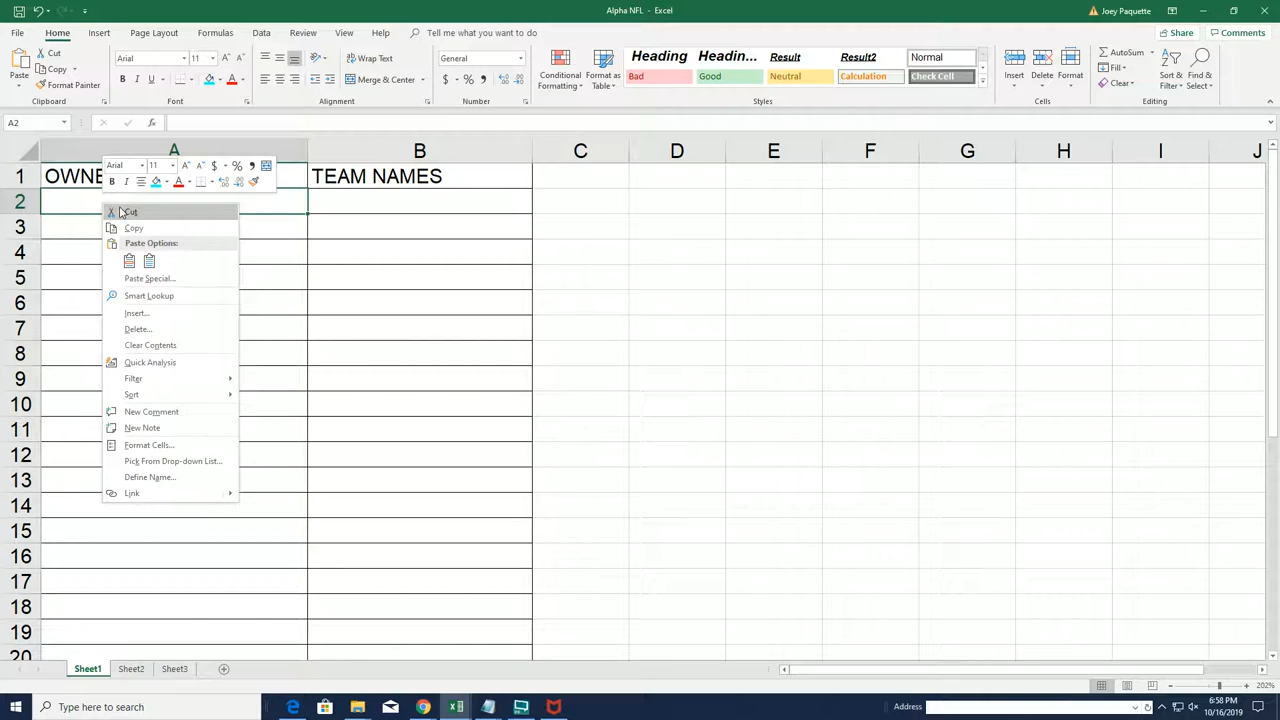 Alpha NFL - Excel
Joey Paquette
File Home Insert Page Layout Formulas Data Review View Help Tell me what you want to do
Share Comments
Paste
Cut
Copy
Format Painter
Clipboard
Arial 11
B I U
Font
Wrap Text
Merge & Center
Alignment
General
$ % ,
Number
Conditional Formatting
Format as Table
Heading Headin... Result Result2 Normal
Bad Good Neutral Calculation Check Cell
Styles
Insert Delete Format
Cells
AutoSum
Fill
Clear
Sort & Filter
Find & Select
Editing
A2
fx
A B C D E F G H I J
1 OWNE TEAM NAMES
2
3
4
5
6
7
8
9
10
11
12
13
14
15
16
17
18
19
20
Arial 11 A A $ % ,
B I A
Cut
Copy
Paste Options:
Paste Special...
Smart Lookup
Insert...
Delete...
Clear Contents
Quick Analysis
Filter
Sort
New Comment
New Note
Format Cells...
Pick From Drop-down List...
Define Name...
Link
Sheet1 Sheet2 Sheet3
202%
Type here to search
Address
6:58 PM
10/16/2019